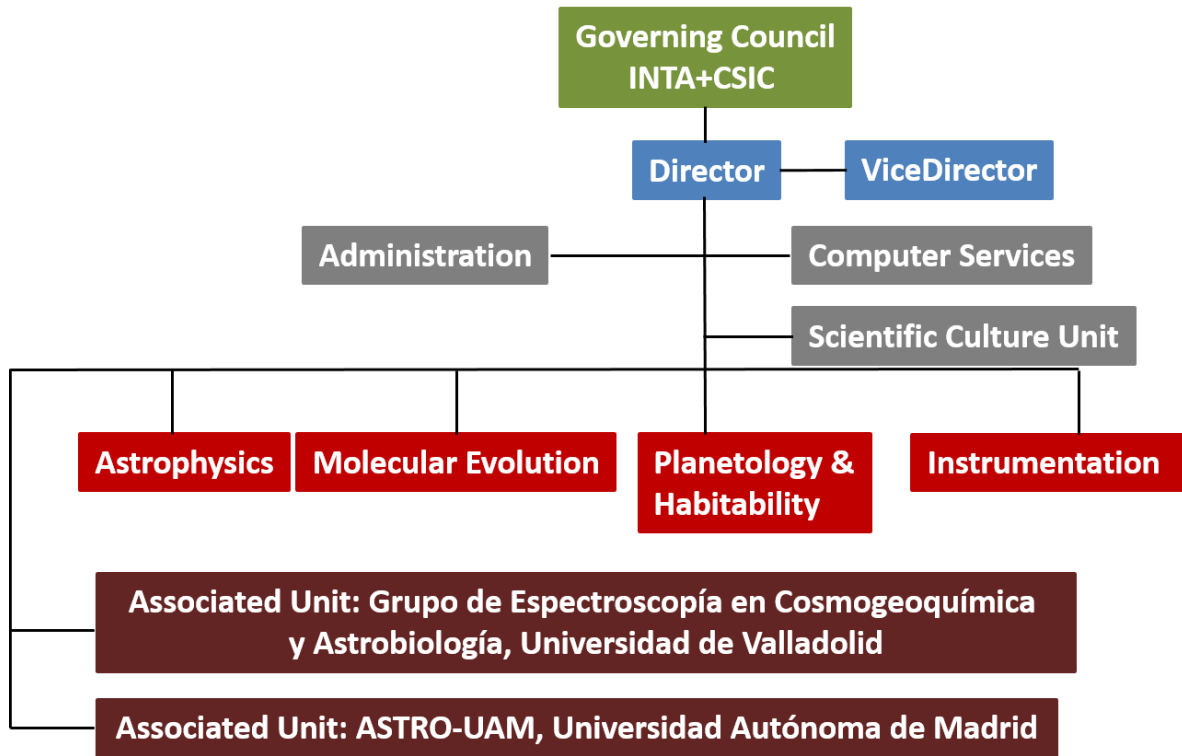 Governing Council
INTA+CSIC
Director
ViceDirector
Administration
Computer Services
Scientific Culture Unit
Astrophysics
Molecular Evolution
Planetology &
Habitability
Instrumentation
Associated Unit: Grupo de Espectroscopía en Cosmogeoquímica
y Astrobiología, Universidad de Valladolid
Associated Unit: ASTRO-UAM, Universidad Autónoma de Madrid